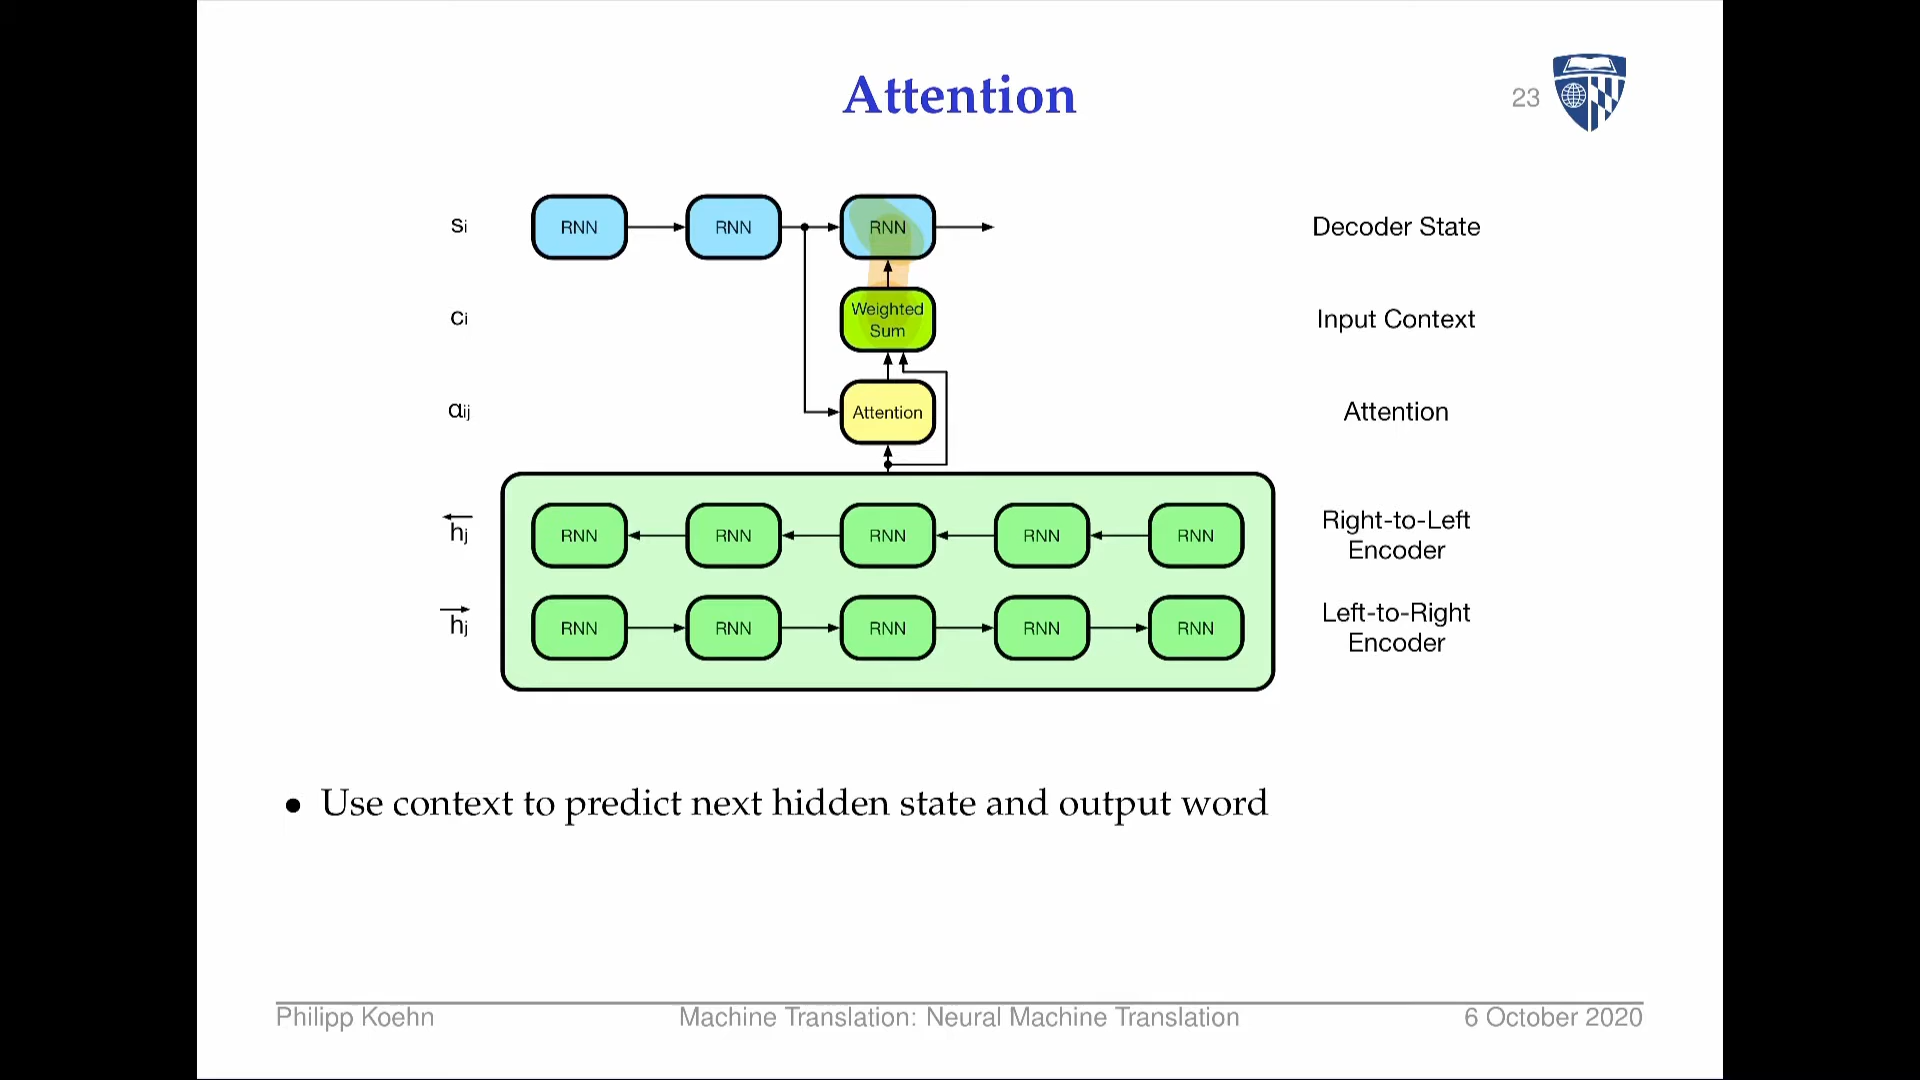 Attention
23
Si RNN RNN RNN Decoder State
Ci Weighted Sum Input Context
αij Attention Attention
hj RNN RNN RNN RNN RNN Right-to-Left Encoder
hj RNN RNN RNN RNN RNN Left-to-Right Encoder
• Use context to predict next hidden state and output word
Philipp Koehn Machine Translation: Neural Machine Translation 6 October 2020